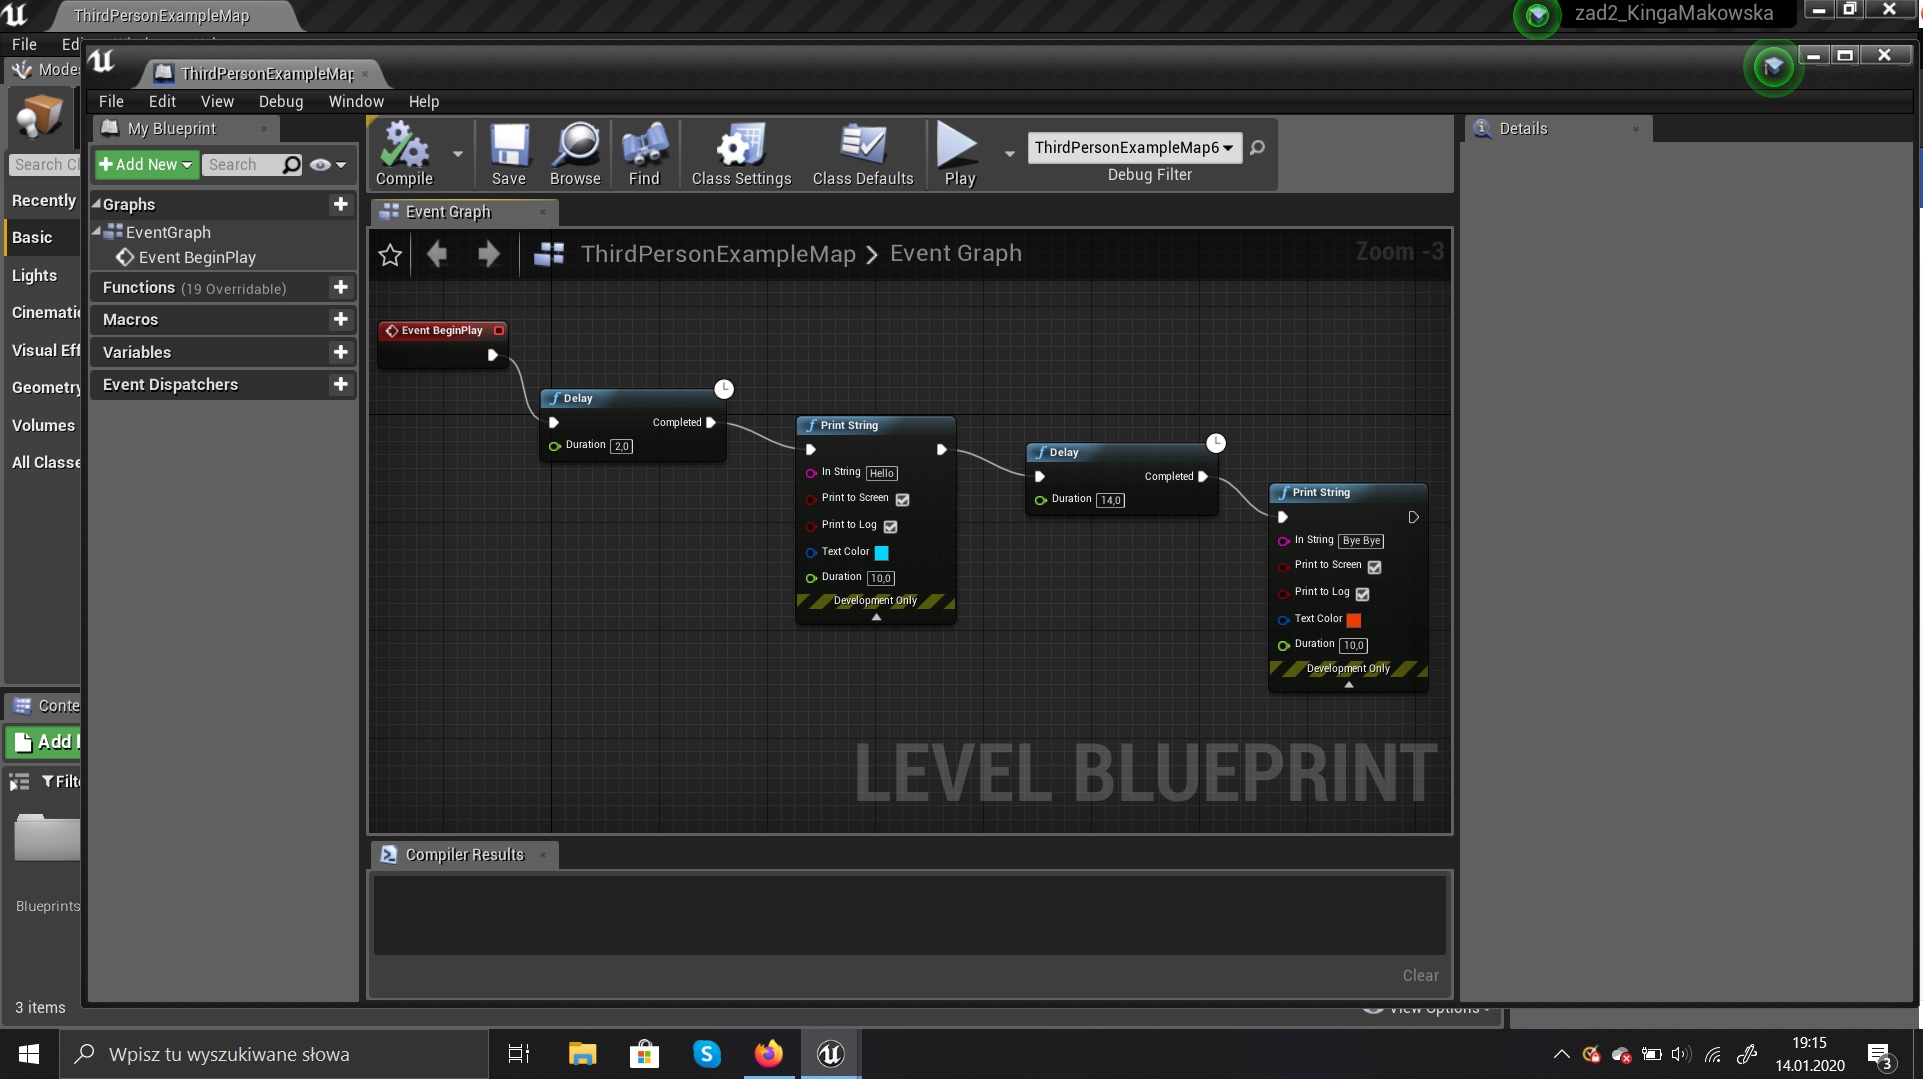 ThirdPersonExampleMap
zad2_KingaMakowska
File
Modes
ThirdPersonExampleMap
File Edit View Debug Window Help
My Blueprint
Add New
Search
Search Cl
Recently
Basic
Lights
Cinematic
Visual Eff
Geometry
Volumes
All Classe
Graphs
EventGraph
Event BeginPlay
Functions (19 Overridable)
Macros
Variables
Event Dispatchers
Compile
Save
Browse
Find
Class Settings
Class Defaults
Play
ThirdPersonExampleMap6
Debug Filter
Details
Event Graph
ThirdPersonExampleMap > Event Graph
Zoom -3
Event BeginPlay
Delay
Completed
Duration 2,0
Print String
In String Hello
Print to Screen
Print to Log
Text Color
Duration 10,0
Development Only
Delay
Completed
Duration 14,0
Print String
In String Bye Bye
Print to Screen
Print to Log
Text Color
Duration 10,0
Development Only
LEVEL BLUEPRINT
Compiler Results
Clear
Conte
Add
Filte
Blueprints
3 items
View Options
Wpisz tu wyszukiwane słowa
19:15
14.01.2020
3